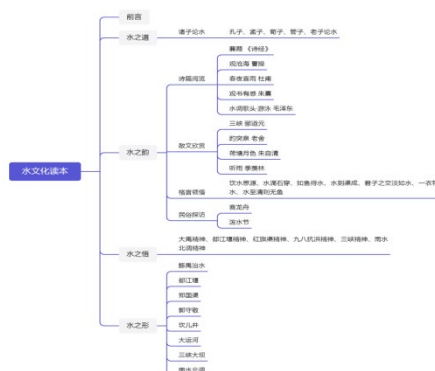 水文化读本
前言
水之道
诸子论水
孔子、孟子、荀子、管子、老子论水
水之韵
诗篇阅览
蒹葭 《诗经》
观沧海 曹操
春夜喜雨 杜甫
观书有感 朱熹
水调歌头·游泳 毛泽东
散文欣赏
三峡 郦道元
趵突泉 老舍
荷塘月色 朱自清
听雨 季羡林
格言领悟
饮水思源、水滴石穿、如鱼得水、水到渠成、君子之交淡如水、一衣带
水、水至清则无鱼
民俗探访
赛龙舟
泼水节
水之悟
大禹精神、都江堰精神、红旗渠精神、九八抗洪精神、三峡精神、南水
北调精神
水之形
都江堰
郑国渠
郭守敬
坎儿井
大运河
三峡大坝
南水北调